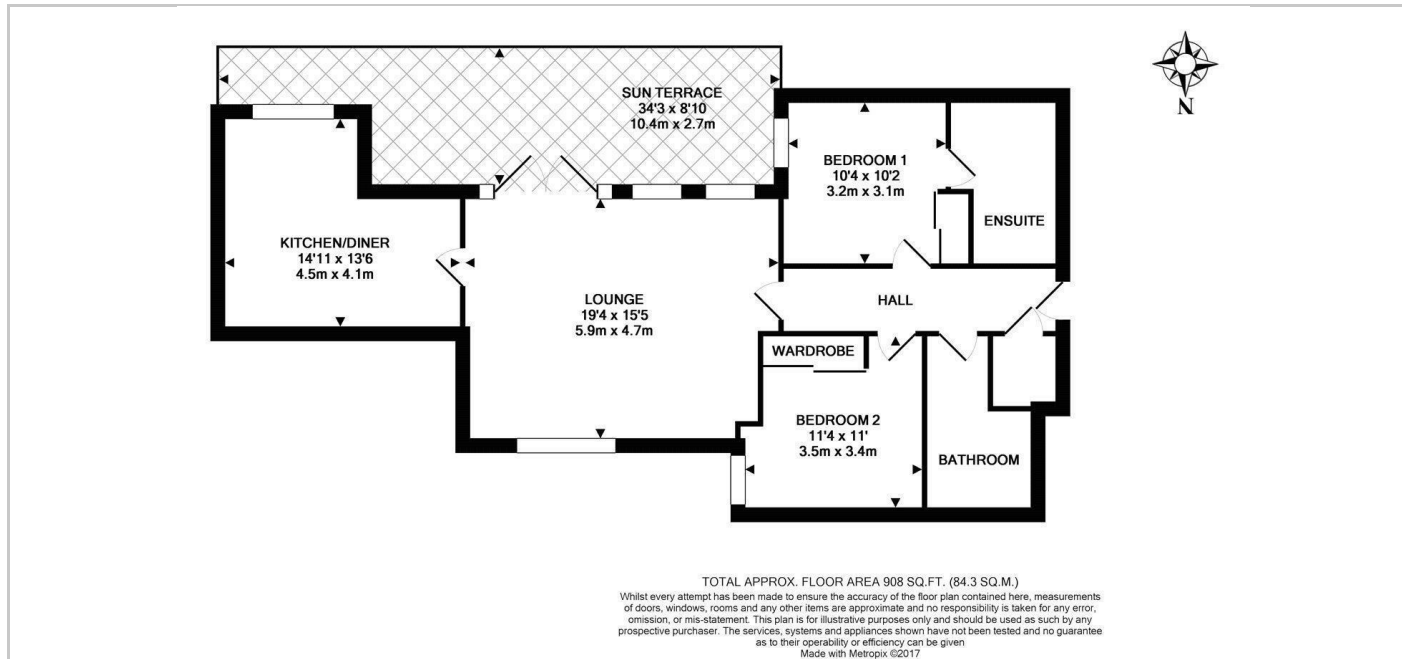 N
SUN TERRACE
34'3 x 8'10
10.4m x 2.7m
BEDROOM 1
10'4 x 10'2
3.2m x 3.1m
ENSUITE
KITCHEN/DINER
14'11 x 13'6
4.5m x 4.1m
LOUNGE
19'4 x 15'5
5.9m x 4.7m
HALL
WARDROBE
BEDROOM 2
11'4 x 11'
3.5m x 3.4m
BATHROOM
TOTAL APPROX. FLOOR AREA 908 SQ.FT. (84.3 SQ.M.)
Whilst every attempt has been made to ensure the accuracy of the floor plan contained here, measurements
of doors, windows, rooms and any other items are approximate and no responsibility is taken for any error,
omission, or mis-statement. This plan is for illustrative purposes only and should be used as such by any
prospective purchaser. The services, systems and appliances shown have not been tested and no guarantee
as to their operability or efficiency can be given
Made with Metropix ©2017